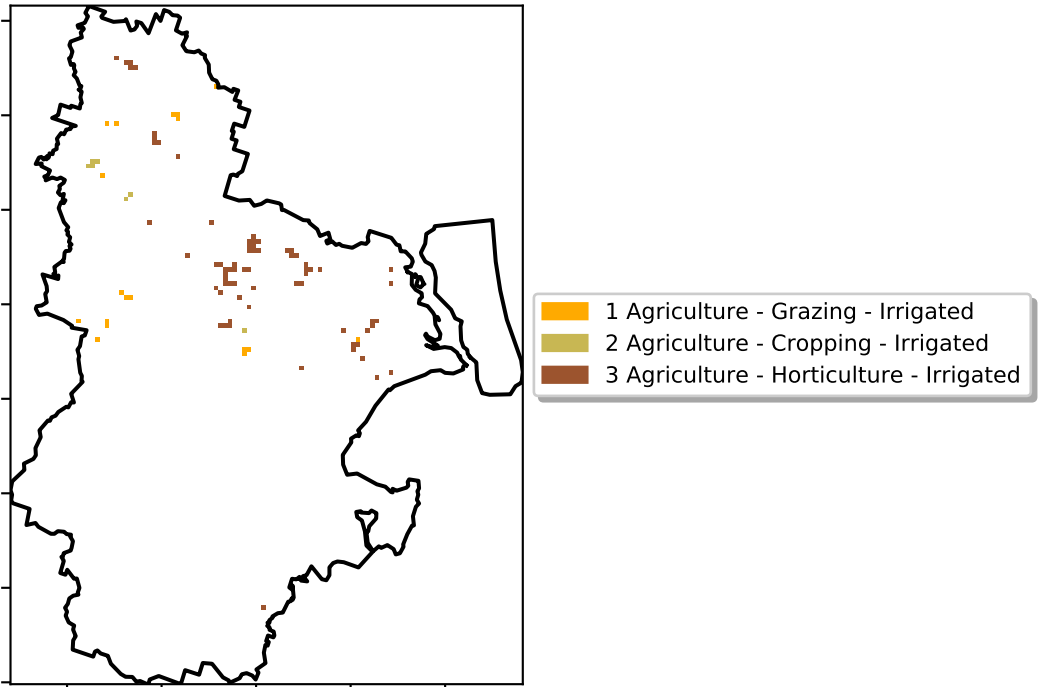 1 Agriculture - Grazing - Irrigated
2 Agriculture - Cropping - Irrigated
3 Agriculture - Horticulture - Irrigated